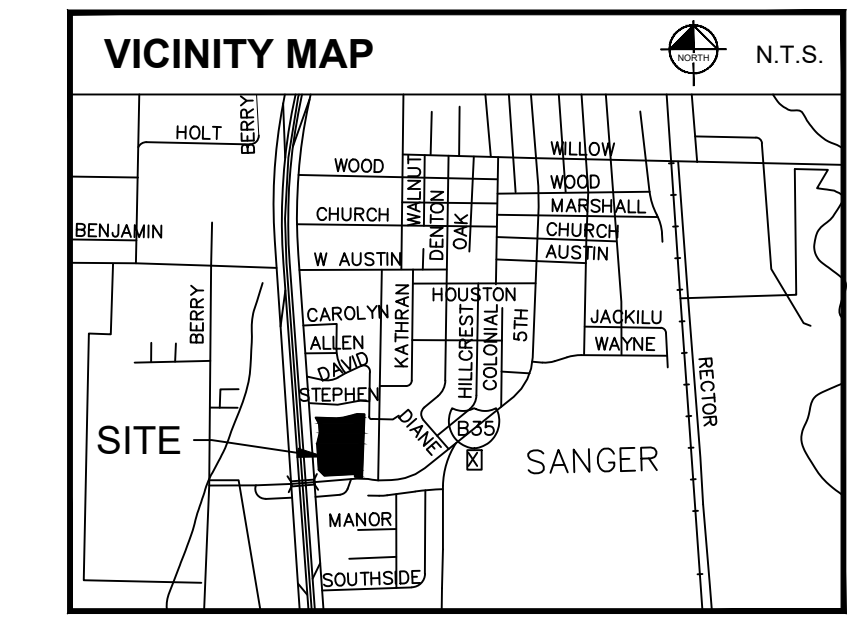 VICINITY MAP
NORTH
N.T.S.
HOLT
BERRY
WILLOW
WOOD
WALNUT
WOOD
CHURCH
DENTON
OAK
MARSHALL
BENJAMIN
CHURCH
W AUSTIN
AUSTIN
BERRY
CAROLYN
KATHRAN
HOUSTON
HILLCREST
COLONIAL
5TH
JACKILU
ALLEN
WAYNE
DAVID
STEPHEN
RECTOR
SITE
DIANE
B35
SANGER
MANOR
SOUTHSIDE